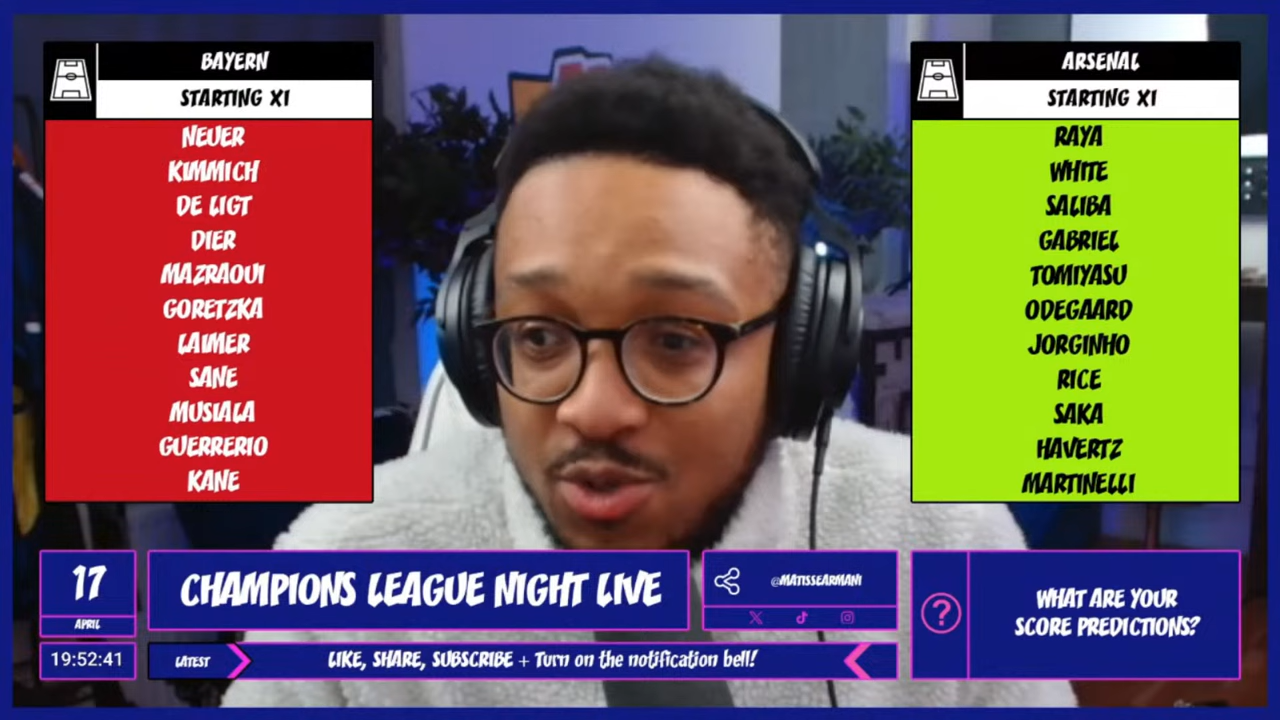 BAYERN
STARTING XI
NEUER
KIMMICH
DE LIGT
DIER
MAZRAOUI
GORETZKA
LAIMER
SANE
MUSIALA
GUERRERIO
KANE
ARSENAL
STARTING XI
RAYA
WHITE
SALIBA
GABRIEL
TOMIYASU
ODEGAARD
JORGINHO
RICE
SAKA
HAVERTZ
MARTINELLI
17
APRIL
19:52:41
CHAMPIONS LEAGUE NIGHT LIVE
@MATISSEARMANI
LATEST
LIKE, SHARE, SUBSCRIBE + Turn on the notification bell!
?
WHAT ARE YOUR
SCORE PREDICTIONS?